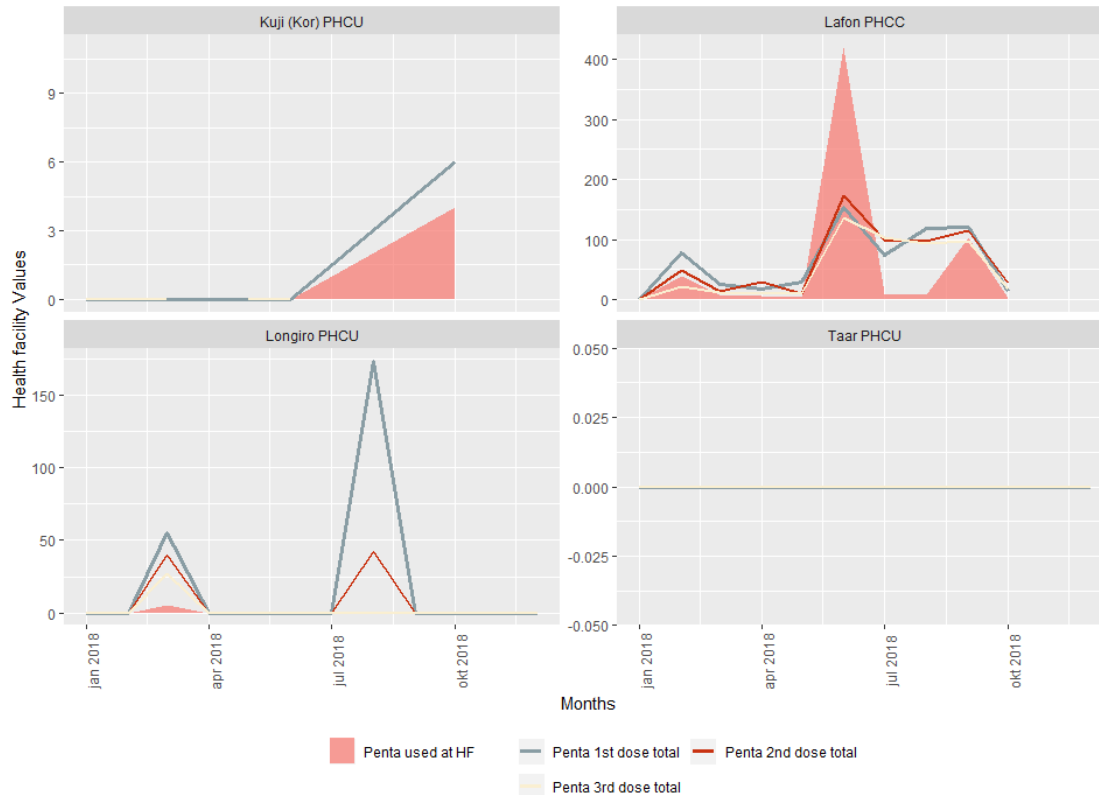 Kuji (Kor) PHCU
Lafon PHCC
9
6
3
0
400
300
200
100
0
Health facility Values
Longiro PHCU
Taar PHCU
150
100
50
0
0.050
0.025
0.000
-0.025
-0.050
jan 2018
apr 2018
jul 2018
okt 2018
jan 2018
apr 2018
jul 2018
okt 2018
Months
Penta used at HF
Penta 1st dose total
Penta 2nd dose total
Penta 3rd dose total